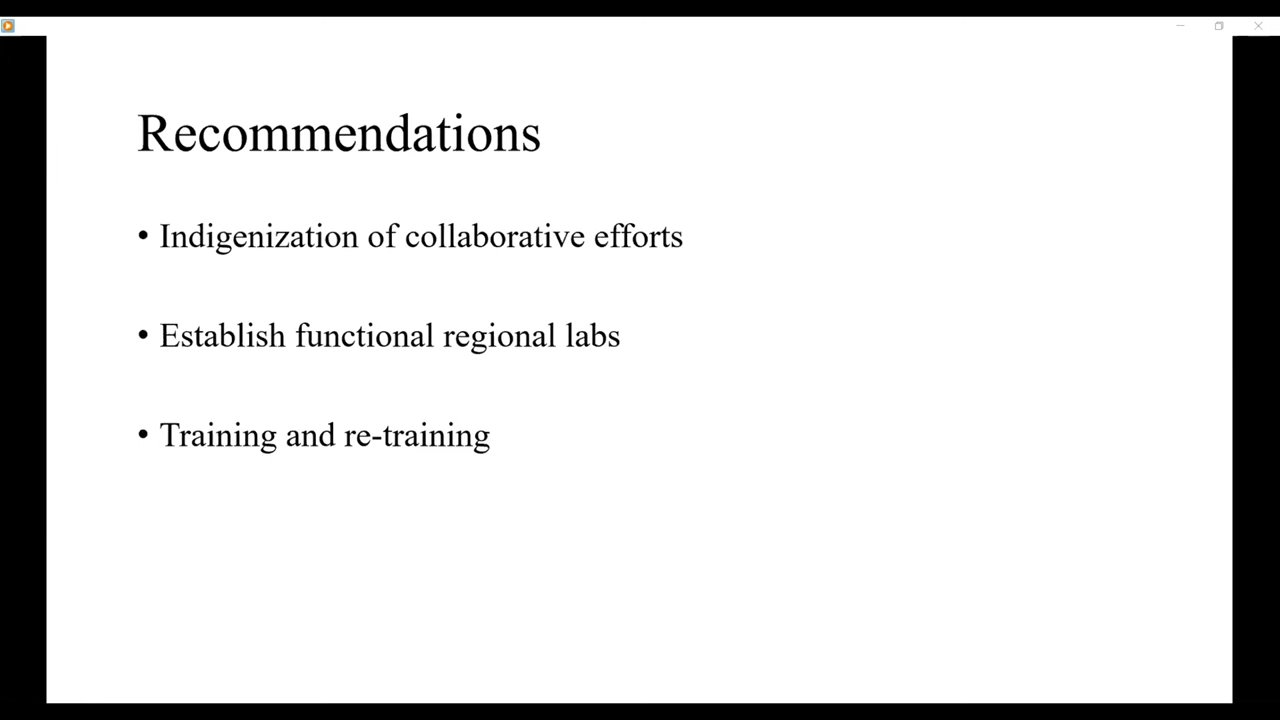 Recommendations
• Indigenization of collaborative efforts
• Establish functional regional labs
• Training and re-training